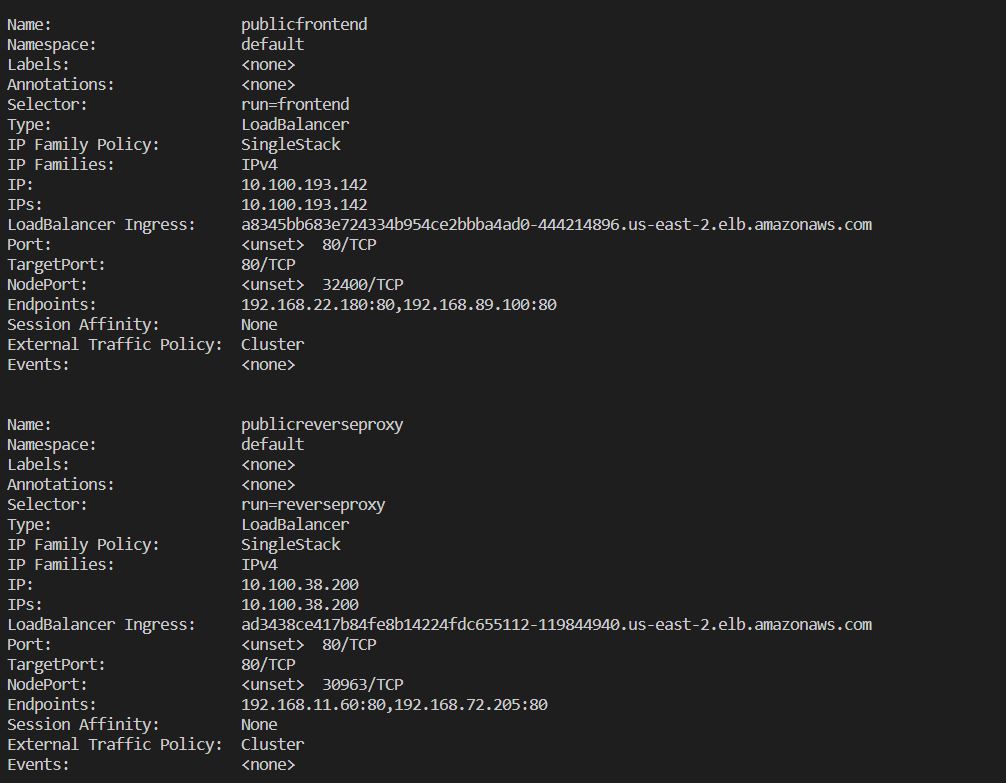 Name:                     publicfrontend
Namespace:                default
Labels:                   <none>
Annotations:              <none>
Selector:                 run=frontend
Type:                     LoadBalancer
IP Family Policy:         SingleStack
IP Families:              IPv4
IP:                       10.100.193.142
IPs:                      10.100.193.142
LoadBalancer Ingress:     a8345bb683e724334b954ce2bbba4ad0-444214896.us-east-2.elb.amazonaws.com
Port:                     <unset>  80/TCP
TargetPort:               80/TCP
NodePort:                 <unset>  32400/TCP
Endpoints:                192.168.22.180:80,192.168.89.100:80
Session Affinity:         None
External Traffic Policy:  Cluster
Events:                   <none>
Name:                     publicreverseproxy
Namespace:                default
Labels:                   <none>
Annotations:              <none>
Selector:                 run=reverseproxy
Type:                     LoadBalancer
IP Family Policy:         SingleStack
IP Families:              IPv4
IP:                       10.100.38.200
IPs:                      10.100.38.200
LoadBalancer Ingress:     ad3438ce417b84fe8b14224fdc655112-119844940.us-east-2.elb.amazonaws.com
Port:                     <unset>  80/TCP
TargetPort:               80/TCP
NodePort:                 <unset>  30963/TCP
Endpoints:                192.168.11.60:80,192.168.72.205:80
Session Affinity:         None
External Traffic Policy:  Cluster
Events:                   <none>